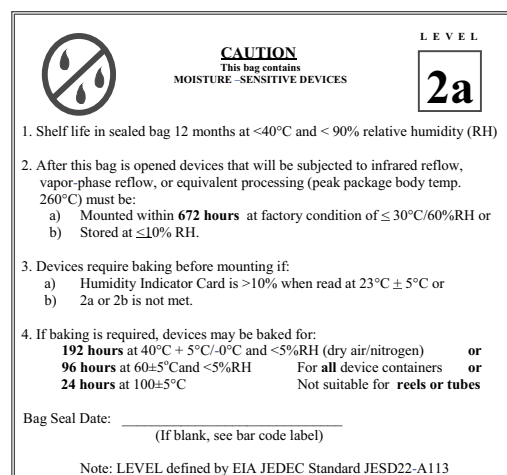 LEVEL
CAUTION
This bag contains
MOISTURE –SENSITIVE DEVICES
2a
1. Shelf life in sealed bag 12 months at <40°C and < 90% relative humidity (RH)
2. After this bag is opened devices that will be subjected to infrared reflow,
vapor-phase reflow, or equivalent processing (peak package body temp.
260°C) must be:
a) Mounted within 672 hours at factory condition of ≤ 30°C/60%RH or
b) Stored at ≤10% RH.
3. Devices require baking before mounting if:
a) Humidity Indicator Card is >10% when read at 23°C ± 5°C or
b) 2a or 2b is not met.
4. If baking is required, devices may be baked for:
192 hours at 40°C + 5°C/-0°C and <5%RH (dry air/nitrogen) or
96 hours at 60±5°Cand <5%RH For all device containers or
24 hours at 100±5°C Not suitable for reels or tubes
Bag Seal Date: ______________________________
(If blank, see bar code label)
Note: LEVEL defined by EIA JEDEC Standard JESD22-A113